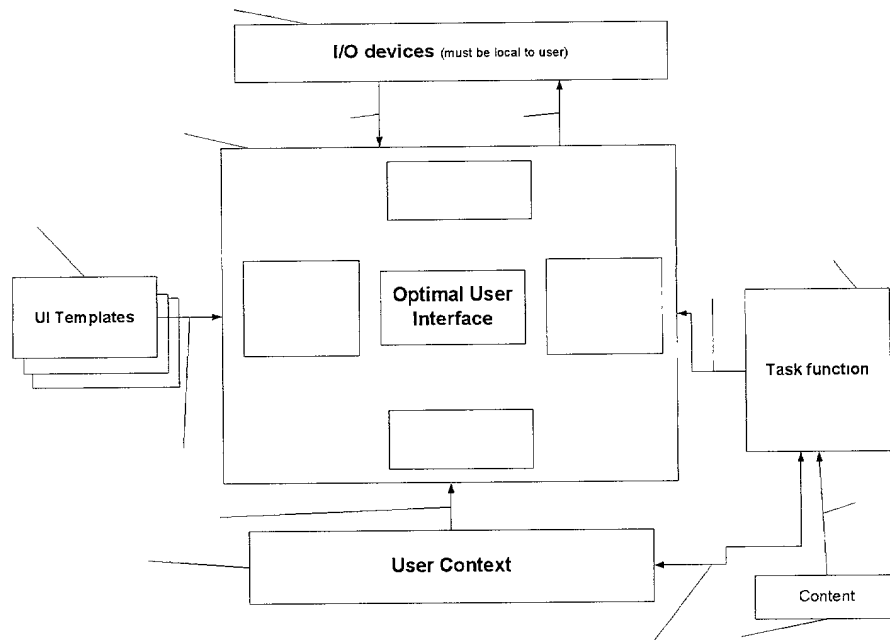 I/O devices (must be local to user)
UI Templates
Optimal User
Interface
Task function
User Context
Content